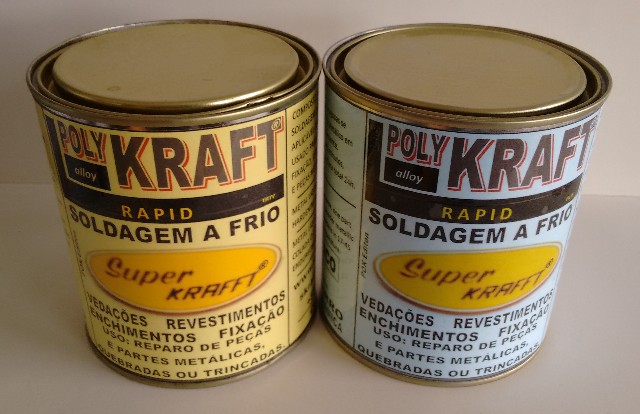 POLY
KRAFT®
alloy
RAPID
SOLDAGEM A FRIO
Super
KRAFFT®
VEDAÇÕES REVESTIMENTOS
ENCHIMENTOS FIXAÇÃO
USO: REPARO DE PEÇAS
E PARTES METÁLICAS,
QUEBRADAS OU TRINCADAS.
POLY
KRAFT®
alloy
RAPID
SOLDAGEM A FRIO
Super
KRAFFT®
VEDAÇÕES REVESTIMENTOS
ENCHIMENTOS FIXAÇÃO
USO: REPARO DE PEÇAS
E PARTES METÁLICAS,
QUEBRADAS OU TRINCADAS.